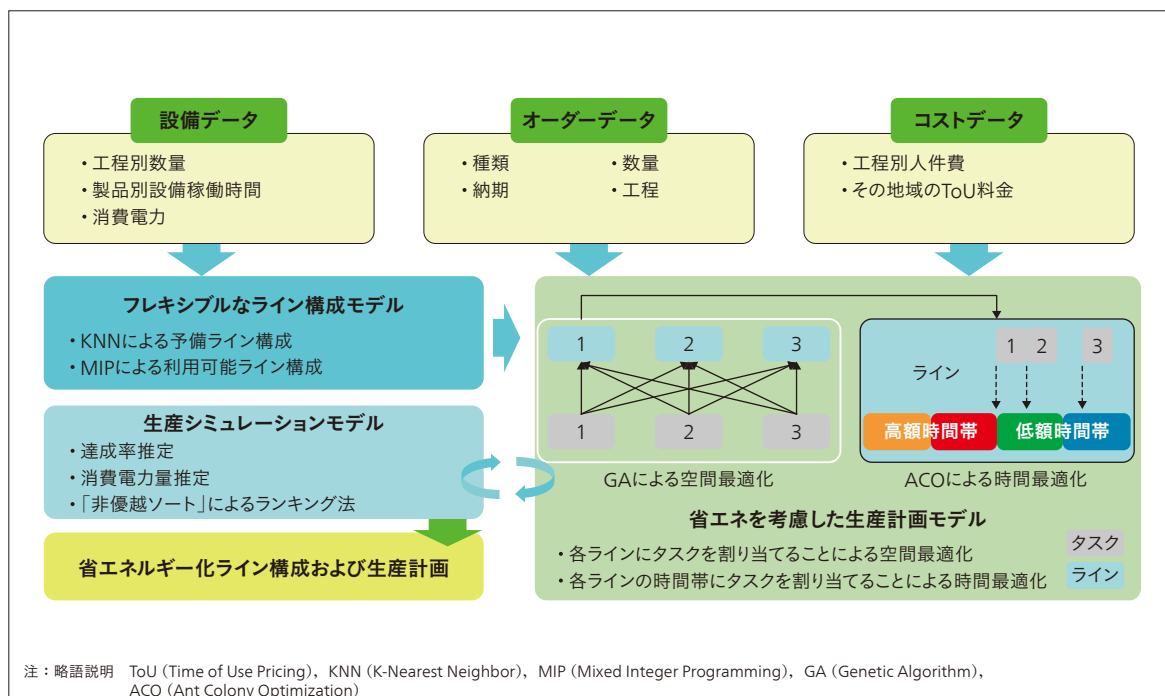 設備データ
・工程別数量
・製品別設備稼働時間
・消費電力
オーダーデータ
・種類 ・数量
・納期 ・工程
コストデータ
・工程別人件費
・その地域のToU料金
フレキシブルなライン構成モデル
・KNNによる予備ライン構成
・MIPによる利用可能ライン構成
生産シミュレーションモデル
・達成率推定
・消費電力量推定
・「非優越ソート」によるランキング法
省エネルギー化ライン構成および生産計画
1 2 3
1 2 3
GAによる空間最適化
1 2 3
ライン
高額時間帯 低額時間帯
ACOによる時間最適化
省エネを考慮した生産計画モデル
・各ラインにタスクを割り当てることによる空間最適化
・各ラインの時間帯にタスクを割り当てることによる時間最適化
タスク
ライン
注：略語説明 ToU（Time of Use Pricing），KNN（K-Nearest Neighbor），MIP（Mixed Integer Programming），GA（Genetic Algorithm），
ACO（Ant Colony Optimization）